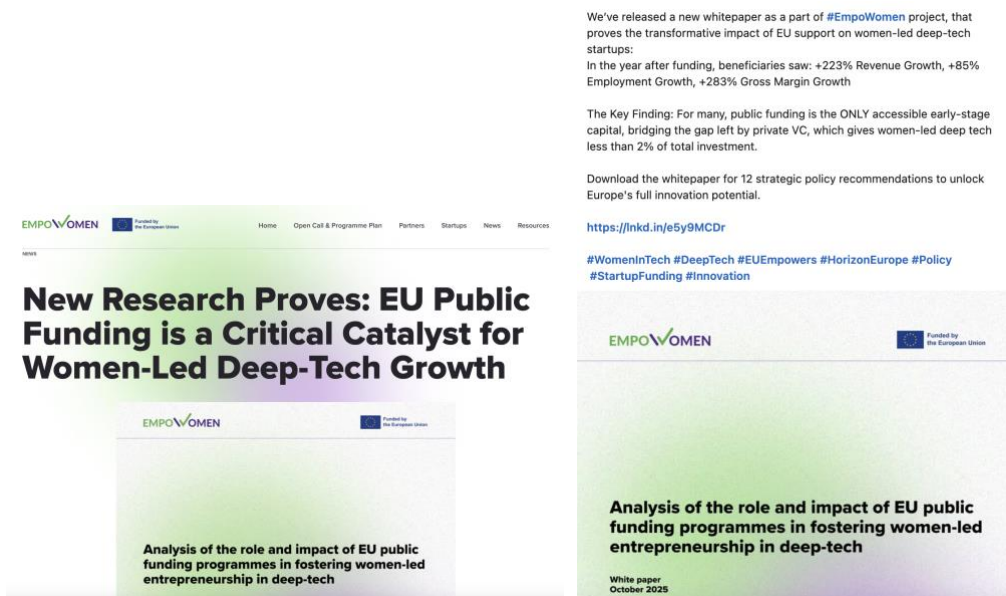 EMPOWOMEN
Funded by
the European Union
Home Open Call & Programme Plan Partners Startups News Resources
NEWS
New Research Proves: EU Public
Funding is a Critical Catalyst for
Women-Led Deep-Tech Growth
EMPOWOMEN
Funded by
the European Union
Analysis of the role and impact of EU public
funding programmes in fostering women-led
entrepreneurship in deep-tech
We've released a new whitepaper as a part of #EmpoWomen project, that
proves the transformative impact of EU support on women-led deep-tech
startups:
In the year after funding, beneficiaries saw: +223% Revenue Growth, +85%
Employment Growth, +283% Gross Margin Growth
The Key Finding: For many, public funding is the ONLY accessible early-stage
capital, bridging the gap left by private VC, which gives women-led deep tech
less than 2% of total investment.
Download the whitepaper for 12 strategic policy recommendations to unlock
Europe's full innovation potential.
https://lnkd.in/e5y9MCDr
#WomenInTech #DeepTech #EUEmpowers #HorizonEurope #Policy
#StartupFunding #Innovation
EMPOWOMEN
Funded by
the European Union
Analysis of the role and impact of EU public
funding programmes in fostering women-led
entrepreneurship in deep-tech
White paper
October 2025